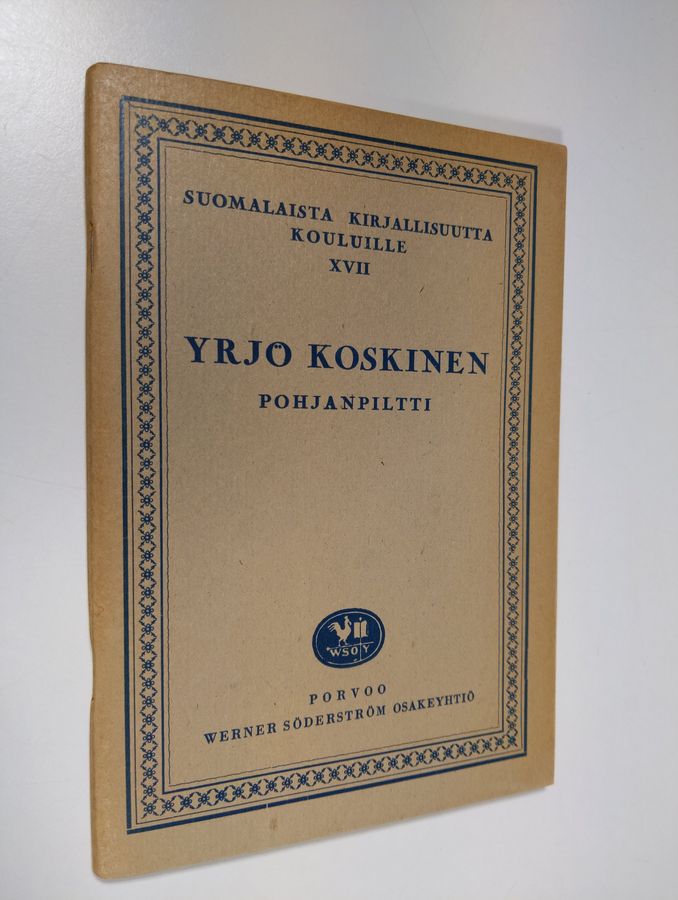 SUOMALAISTA KIRJALLISUUTTA
KOULUILLE
XVII
YRJÖ KOSKINEN
POHJANPILTTI
WSOY
PORVOO
WERNER SÖDERSTRÖM OSAKEYHTIÖ